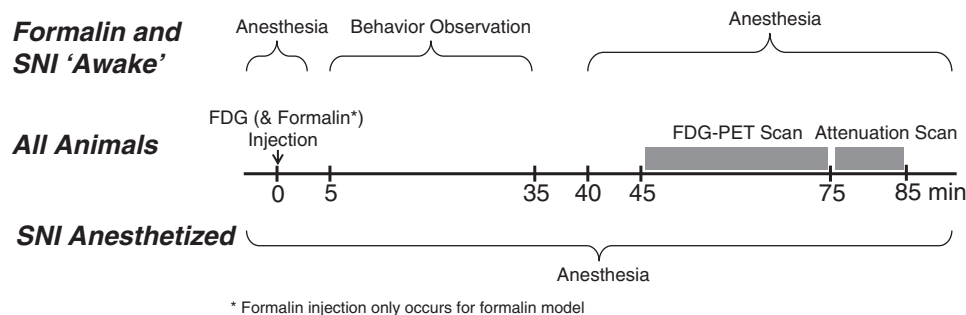 Formalin and
SNI 'Awake'
Anesthesia
Behavior Observation
Anesthesia
All Animals
FDG (& Formalin*)
Injection
FDG-PET Scan
Attenuation Scan
0 5 35 40 45 75 85 min
SNI Anesthetized
Anesthesia
* Formalin injection only occurs for formalin model